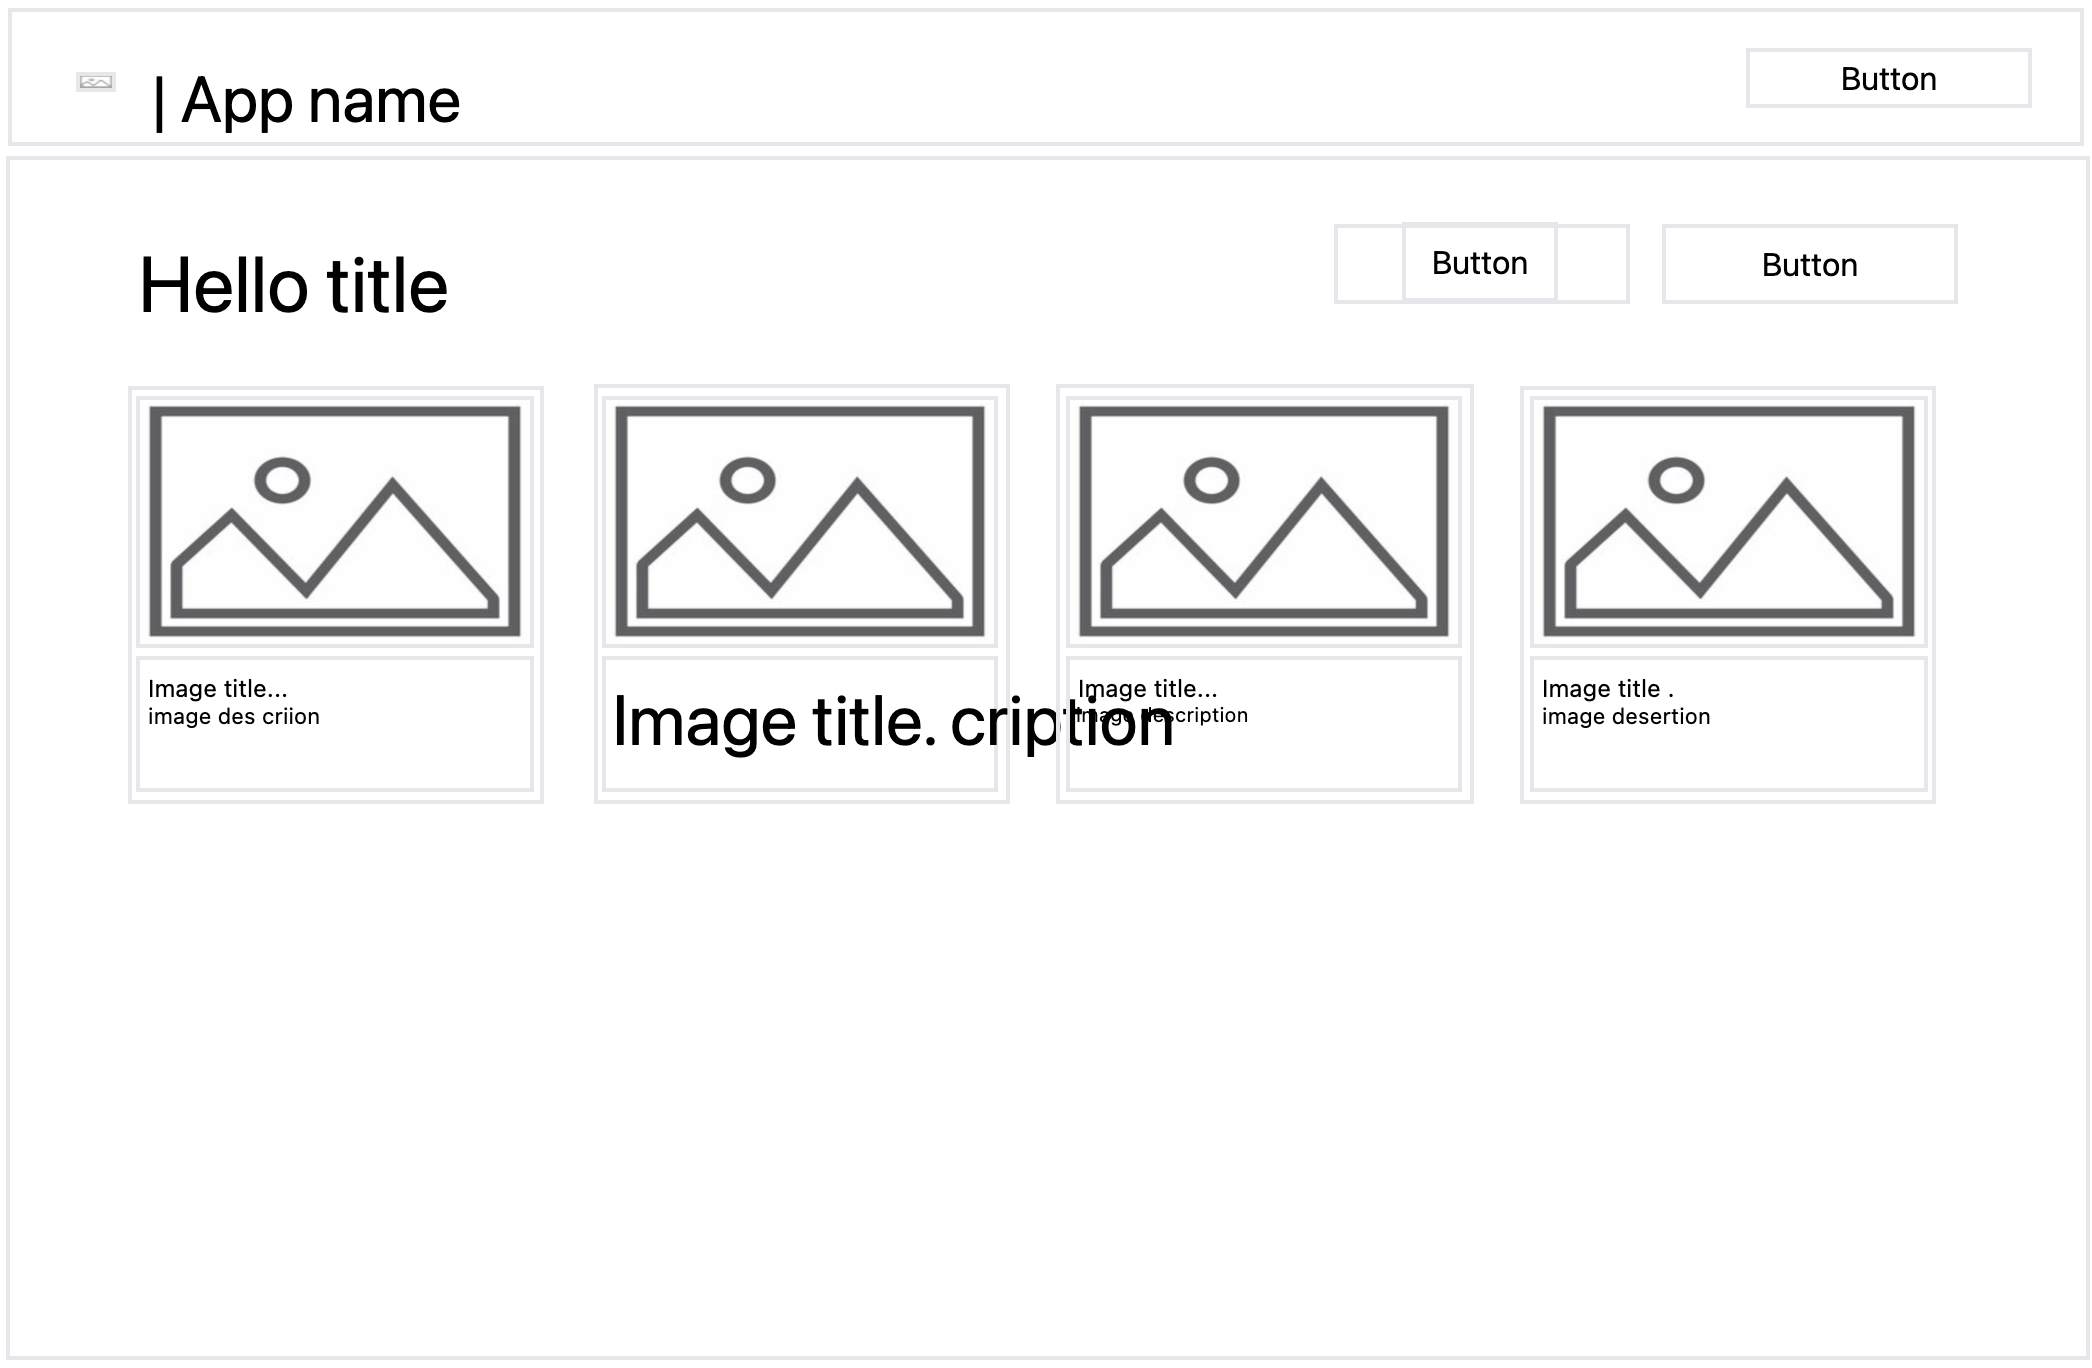 | App name
Button
Hello title
Button
Button
Image title...
image des criion
Image title. cription
Image title...
image description
Image title .
image desertion